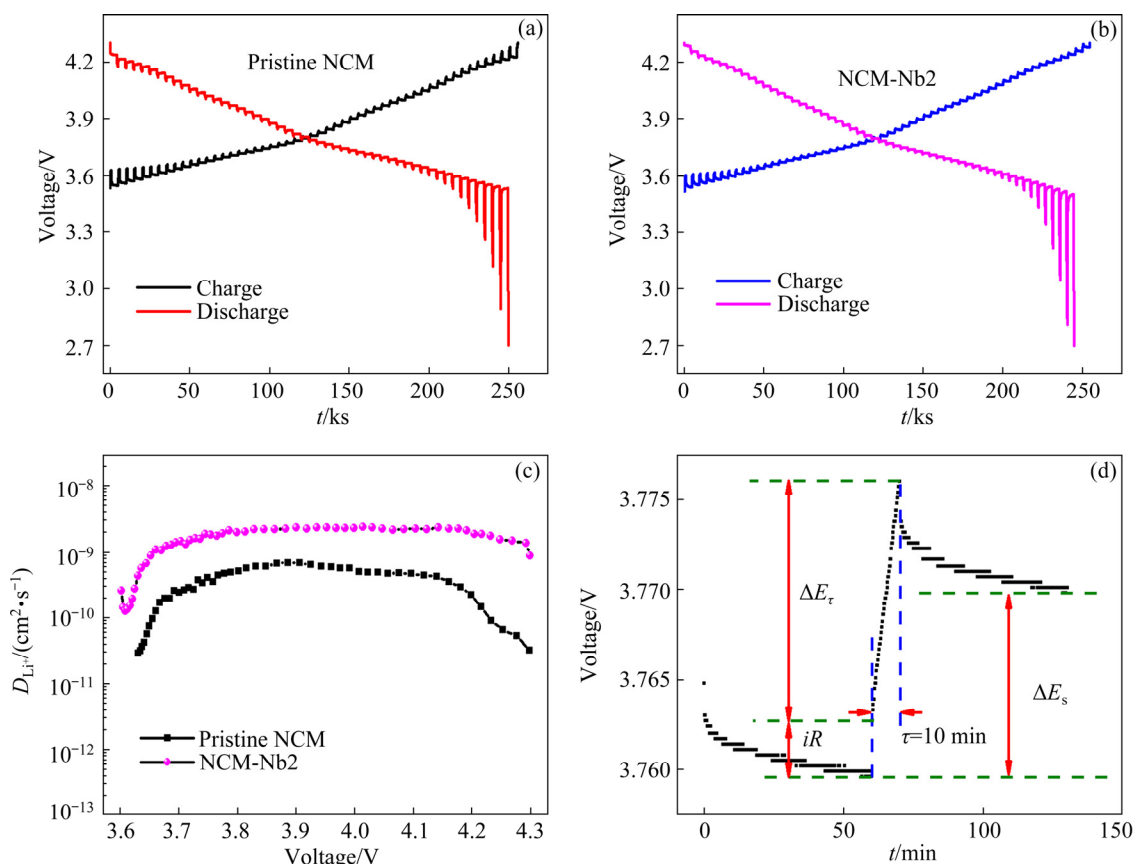 (a)
Pristine NCM
4.2
3.9
3.6
3.3
3.0
2.7
Voltage/V
Charge
Discharge
0 50 100 150 200 250
t/ks
(b)
NCM-Nb2
4.2
3.9
3.6
3.3
3.0
2.7
Voltage/V
Charge
Discharge
0 50 100 150 200 250
t/ks
(c)
10⁻⁸
10⁻⁹
10⁻¹⁰
10⁻¹¹
10⁻¹²
10⁻¹³
D_Li⁺/(cm²•s⁻¹)
Pristine NCM
NCM-Nb2
3.6 3.7 3.8 3.9 4.0 4.1 4.2 4.3
Voltage/V
(d)
3.775
3.770
3.765
3.760
Voltage/V
ΔEτ
iR
τ=10 min
ΔEs
0 50 100 150
t/min